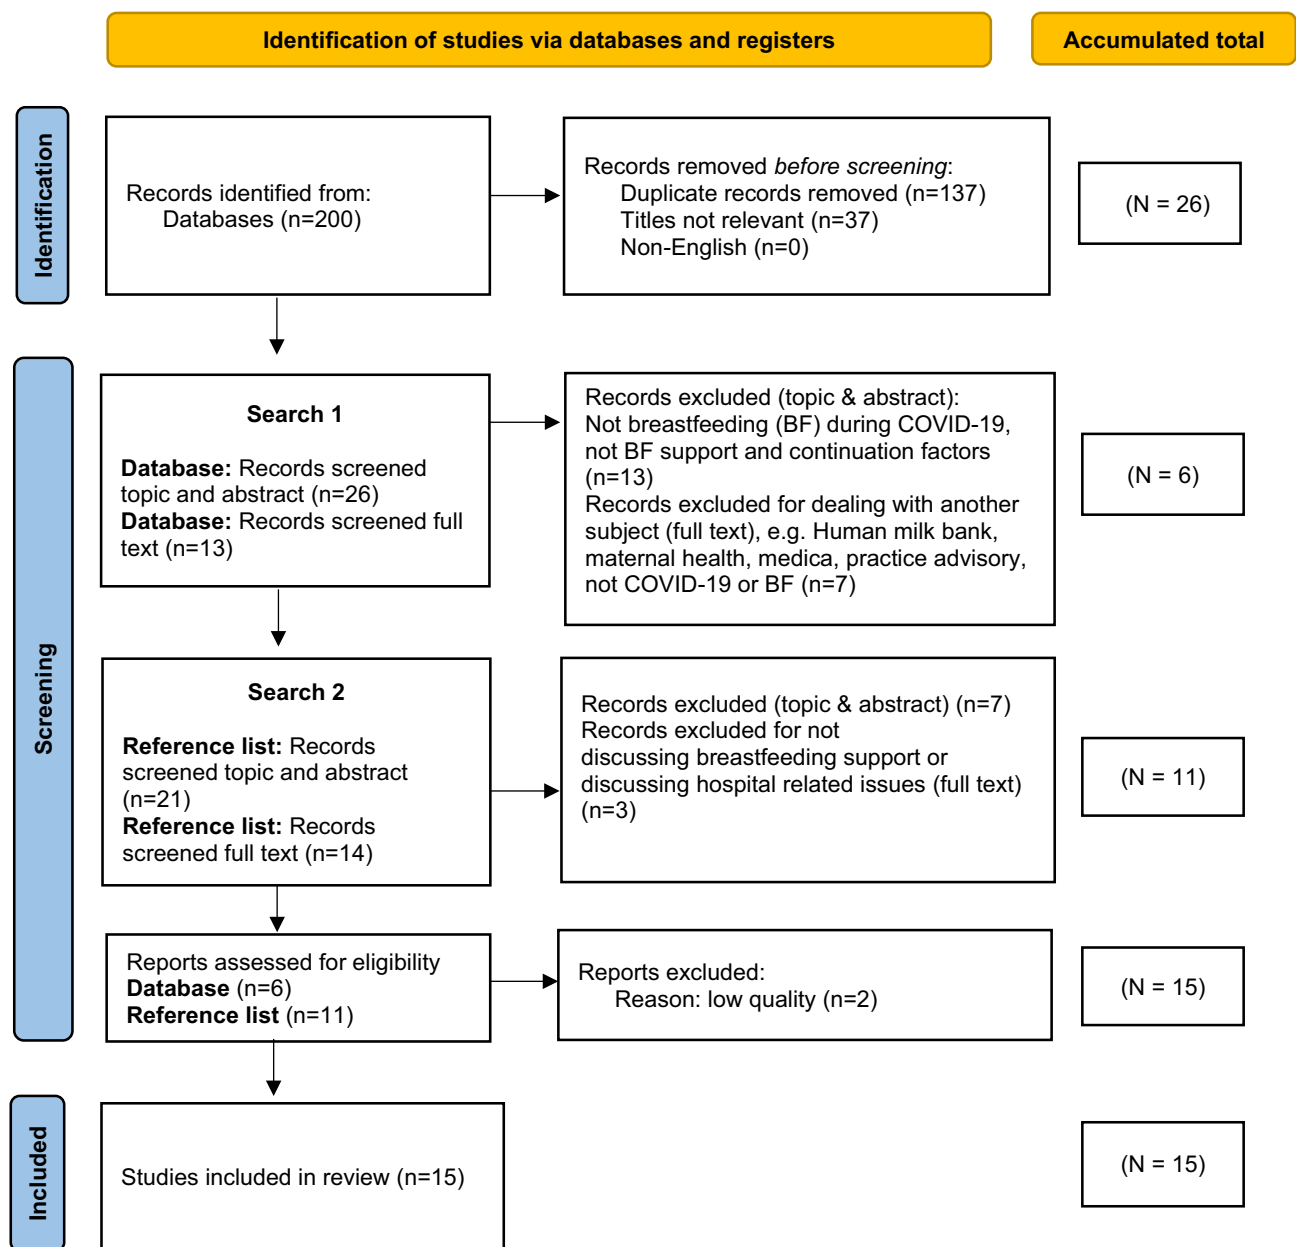 Identification of studies via databases and registers
Accumulated total
Identification
Records identified from:
Databases (n=200)
Records removed before screening:
Duplicate records removed (n=137)
Titles not relevant (n=37)
Non-English (n=0)
(N = 26)
Screening
Search 1
Database: Records screened
topic and abstract (n=26)
Database: Records screened full
text (n=13)
Records excluded (topic & abstract):
Not breastfeeding (BF) during COVID-19,
not BF support and continuation factors
(n=13)
Records excluded for dealing with another
subject (full text), e.g. Human milk bank,
maternal health, medica, practice advisory,
not COVID-19 or BF (n=7)
(N = 6)
Search 2
Reference list: Records
screened topic and abstract
(n=21)
Reference list: Records
screened full text (n=14)
Records excluded (topic & abstract) (n=7)
Records excluded for not
discussing breastfeeding support or
discussing hospital related issues (full text)
(n=3)
(N = 11)
Reports assessed for eligibility
Database (n=6)
Reference list (n=11)
Reports excluded:
Reason: low quality (n=2)
(N = 15)
Included
Studies included in review (n=15)
(N = 15)